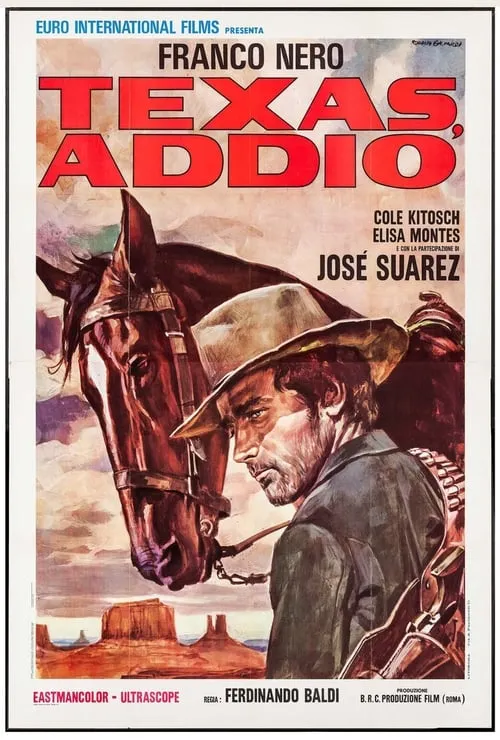 EURO INTERNATIONAL FILMS PRESENTA
FRANCO NERO
TEXAS,
ADDIO,
COLE KITOSCH
ELISA MONTES
E CON LA PARTECIPAZIONE DI
JOSÉ SUAREZ
EASTMANCOLOR - ULTRASCOPE
REGIA: FERDINANDO BALDI
PRODUZIONE
B.R.C. PRODUZIONE FILM (ROMA)